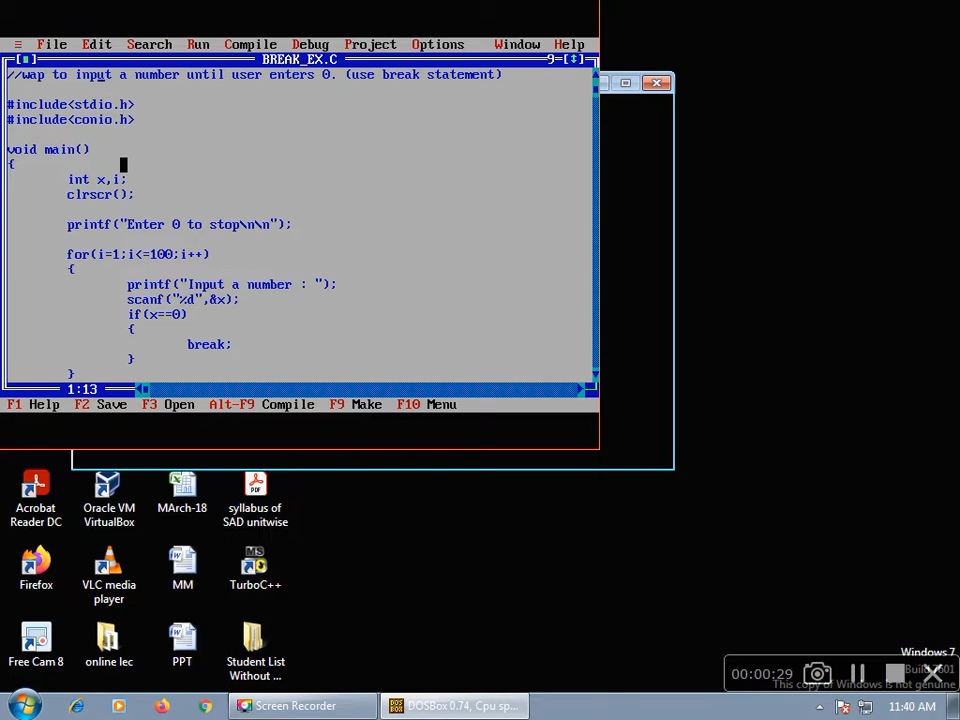 ≡ File Edit Search Run Compile Debug Project Options Window Help
[■] BREAK_EX.C 9=[↕]
//wap to input a number until user enters 0. (use break statement)
#include<stdio.h>
#include<conio.h>
void main()
{
int x,i;
clrscr();
printf("Enter 0 to stop\n\n");
for(i=1;i<=100;i++)
{
printf("Input a number : ");
scanf("%d",&x);
if(x==0)
{
break;
}
}
1:13
F1 Help F2 Save F3 Open Alt-F9 Compile F9 Make F10 Menu
Acrobat Reader DC
Oracle VM VirtualBox
MArch-18
syllabus of SAD unitwise
PDF
Firefox
VLC media player
MM
MS
TurboC++
Free Cam 8
online lec
PPT
Student List Without ...
Windows 7
Build 7601
This copy of Windows is not genuine
00:00:29
Screen Recorder
DOSBox 0.74, Cpu sp...
11:40 AM